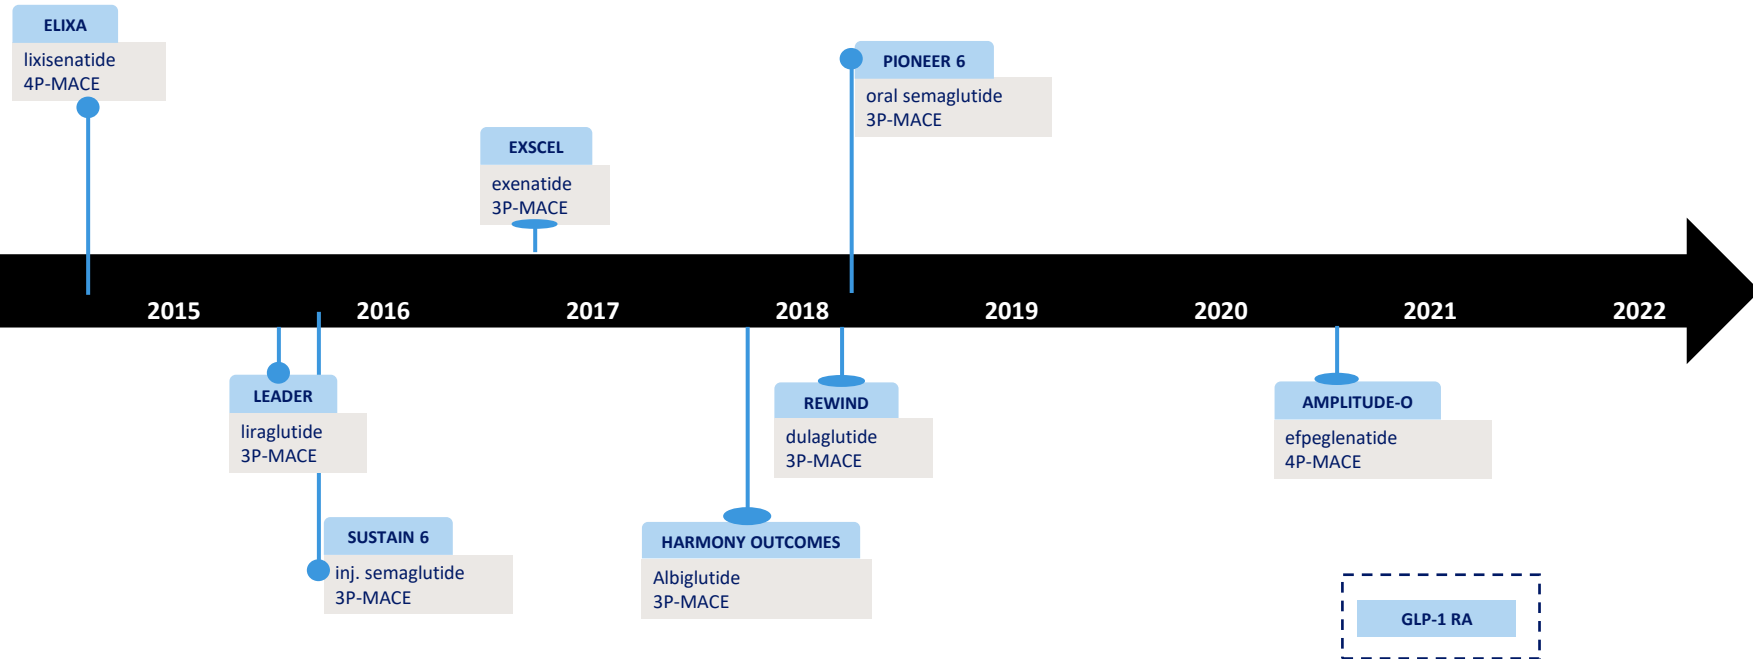 ELIXA
lixisenatide
4P-MACE
PIONEER 6
oral semaglutide
3P-MACE
EXSCEL
exenatide
3P-MACE
2015 2016 2017 2018 2019 2020 2021 2022
LEADER
liraglutide
3P-MACE
REWIND
dulaglutide
3P-MACE
AMPLITUDE-O
efpeglenatide
4P-MACE
SUSTAIN 6
inj. semaglutide
3P-MACE
HARMONY OUTCOMES
Albiglutide
3P-MACE
GLP-1 RA